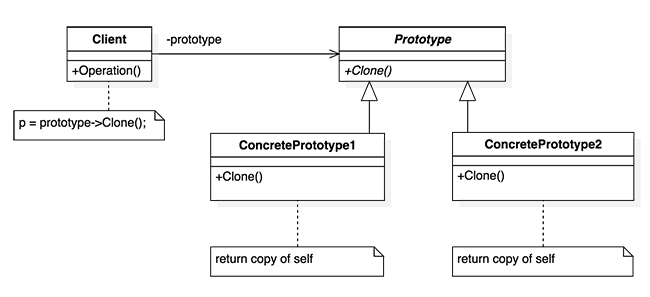 Client
-prototype
Prototype
+Operation()
+Clone()
p = prototype->Clone();
ConcretePrototype1
ConcretePrototype2
+Clone()
+Clone()
return copy of self
return copy of self